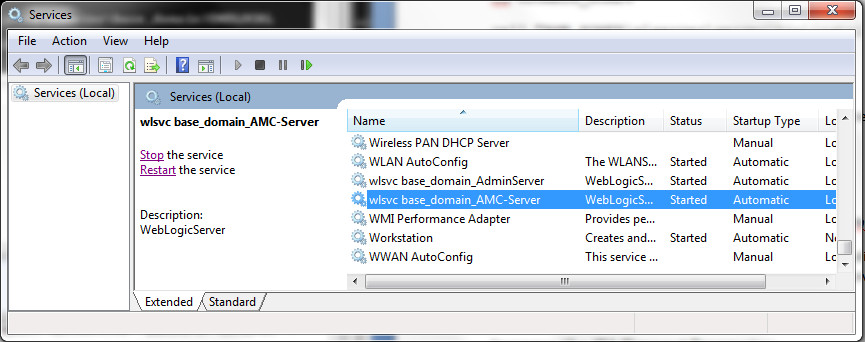 Services
File Action View Help
Services (Local)
Services (Local)
wlsvc base_domain_AMC-Server
Stop the service
Restart the service
Description:
WebLogicServer
Name Description Status Startup Type Lo
Wireless PAN DHCP Server Manual Lo
WLAN AutoConfig The WLANS... Started Automatic Lo
wlsvc base_domain_AdminServer WebLogicS... Started Automatic Lo
wlsvc base_domain_AMC-Server WebLogicS... Started Automatic Lo
WMI Performance Adapter Provides pe... Manual Lo
Workstation Creates and... Started Automatic Ne
WWAN AutoConfig This service ... Manual Lo
Extended Standard